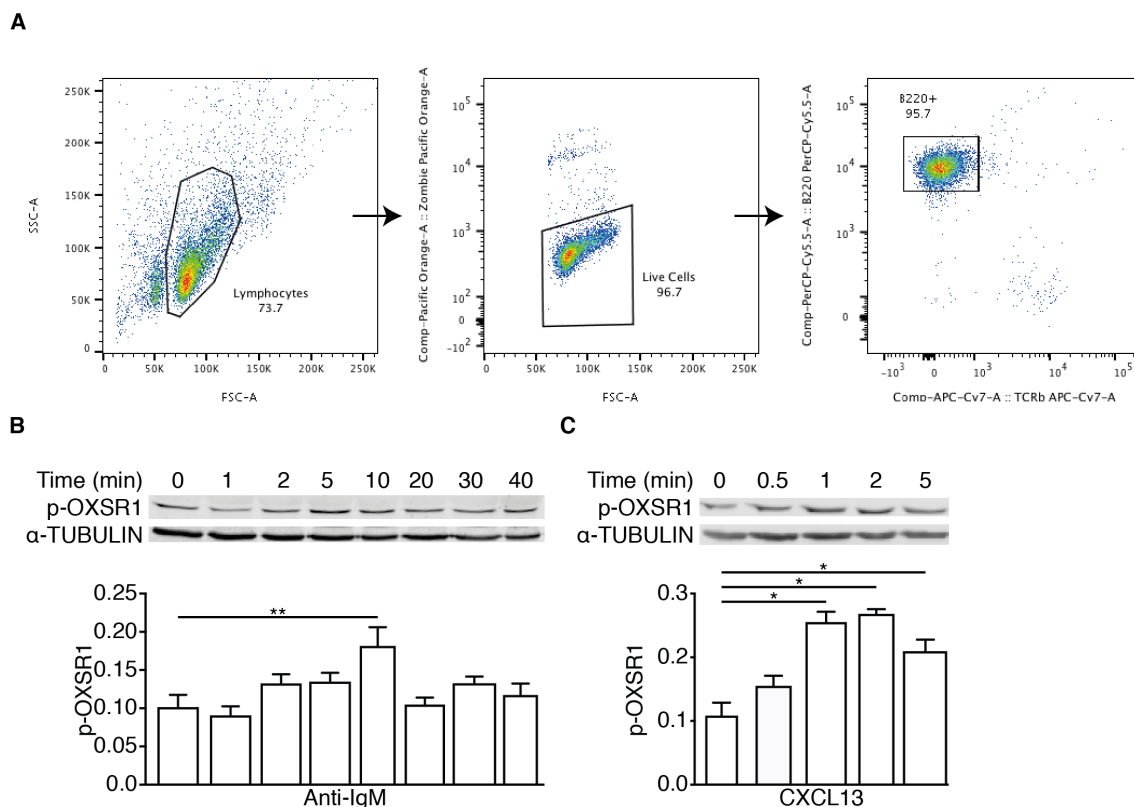 A
250K
200K
150K
100K
50K
0
SSC-A
Lymphocytes
73.7
0 50K 100K 150K 200K 250K
FSC-A
Comp-Pacific Orange-A :: Zombie Pacific Orange-A
10^5
10^4
10^3
10^2
0
-10^2
Live Cells
96.7
0 50K 100K 150K 200K 250K
FSC-A
Comp-PerCP-Cy5.5-A :: B220 PerCP-Cy5.5-A
10^5
10^4
10^3
0
B220+
95.7
-10^3 0 10^3 10^4 10^5
Comp-APC-Cy7-A :: TCRb APC-Cy7-A
B
Time (min) 0 1 2 5 10 20 30 40
p-OXSR1
α-TUBULIN
p-OXSR1
0.25
0.20
0.15
0.10
0.05
0.0
**
Anti-IgM
C
Time (min) 0 0.5 1 2 5
p-OXSR1
α-TUBULIN
p-OXSR1
0.3
0.2
0.1
0.0
*
*
*
CXCL13